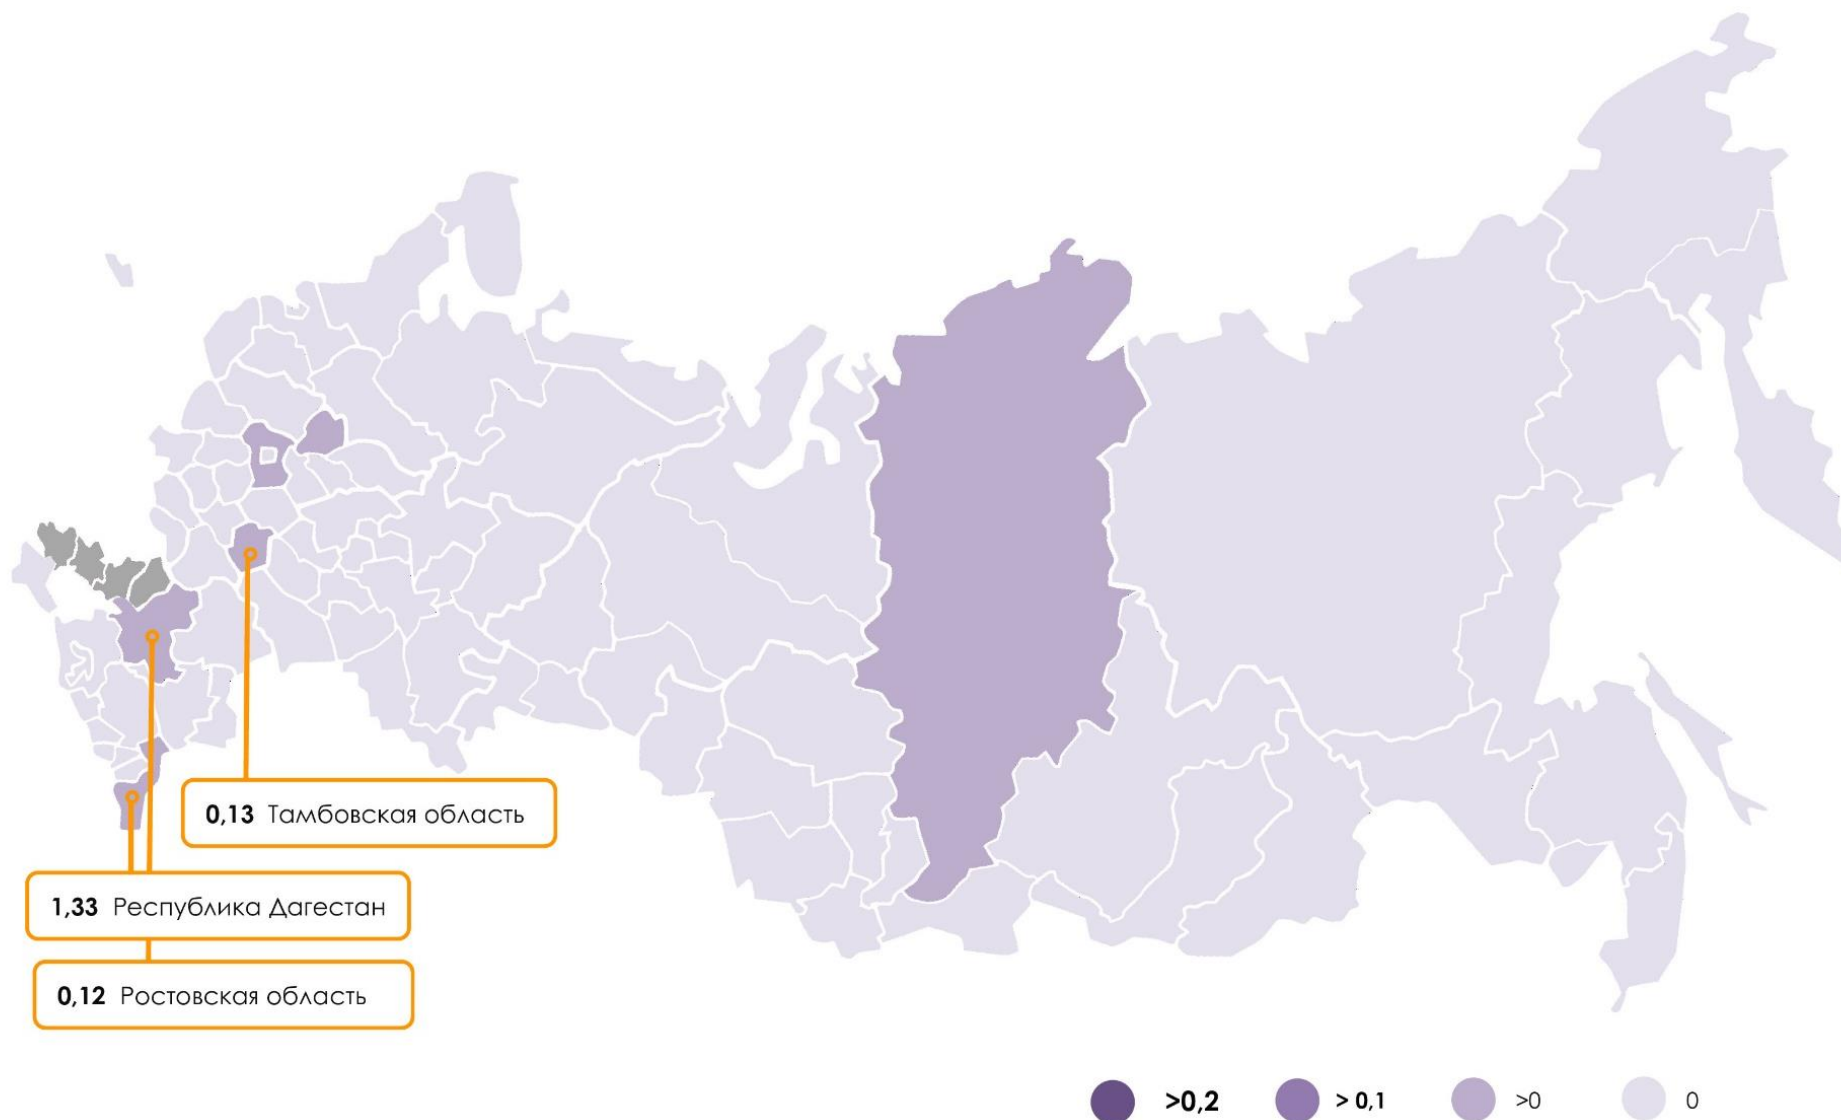 0,13 Тамбовская область
1,33 Республика Дагестан
0,12 Ростовская область
>0,2 > 0,1 >0 0